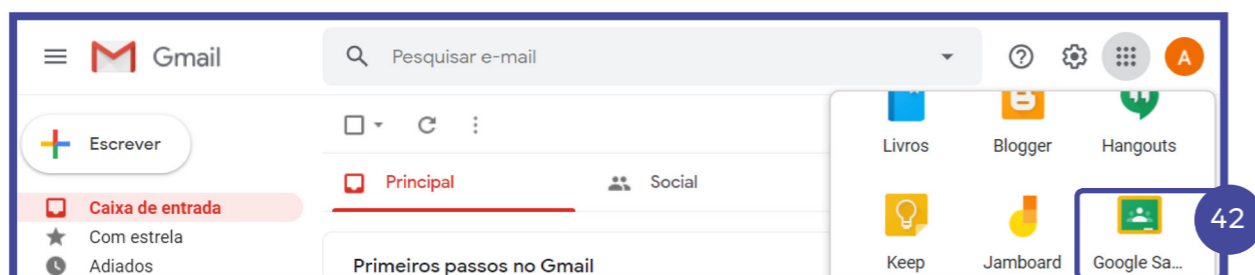 Gmail
Pesquisar e-mail
A
Escrever
Livros
Blogger
Hangouts
Principal
Social
Caixa de entrada
Com estrela
Adiados
Primeiros passos no Gmail
Keep
Jamboard
Google Sa...
42